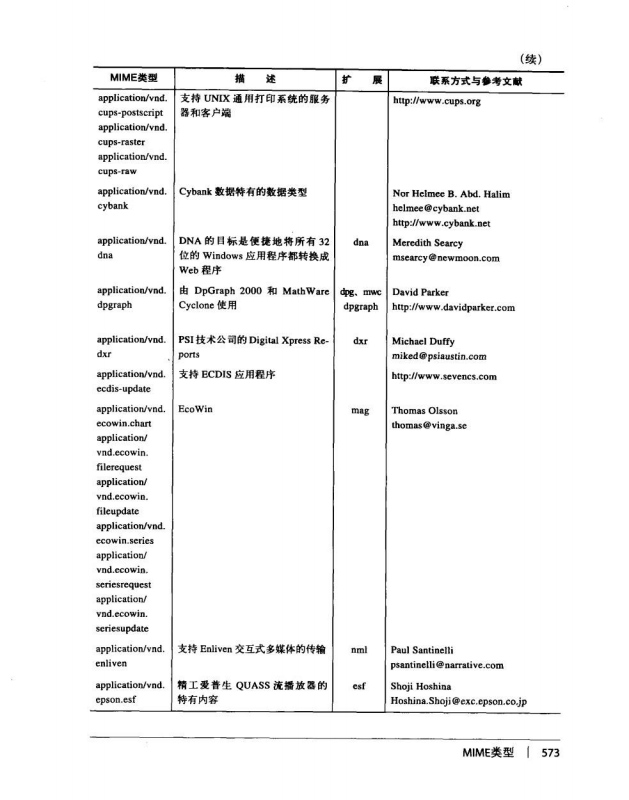 （续）
MIME类型 描 述 扩 展 联系方式与参考文献
application/vnd. 支持 UNIX 通用打印系统的服务 http://www.cups.org
cups-postscript 器和客户端
application/vnd.
cups-raster
application/vnd.
cups-raw
application/vnd. Cybank 数据特有的数据类型 Nor Helmee B. Abd. Halim
cybank helmee@cybank.net
http://www.cybank.net
application/vnd. DNA 的目标是便捷地将所有 32 dna Meredith Searcy
dna 位的 Windows 应用程序都转换成 msearcy@newmoon.com
Web 程序
application/vnd. 由 DpGraph 2000 和 MathWare dpg、mwc David Parker
dpgraph Cyclone 使用 dpgraph http://www.davidparker.com
application/vnd. PSI 技术公司的 Digital Xpress Re- dxr Michael Duffy
dxr ports miked@psiaustin.com
application/vnd. 支持 ECDIS 应用程序 http://www.sevencs.com
ecdis-update
application/vnd. EcoWin mag Thomas Olsson
ecowin.chart thomas@vinga.se
application/
vnd.ecowin.
filerequest
application/
vnd.ecowin.
fileupdate
application/vnd.
ecowin.series
application/
vnd.ecowin.
seriesrequest
application/
vnd.ecowin.
seriesupdate
application/vnd. 支持 Enliven 交互式多媒体的传输 nml Paul Santinelli
enliven psantinelli@narrative.com
application/vnd. 精工爱普生 QUASS 流播放器的 esf Shoji Hoshina
epson.esf 特有内容 Hoshina.Shoji@exc.epson.co.jp
MIME类型 | 573